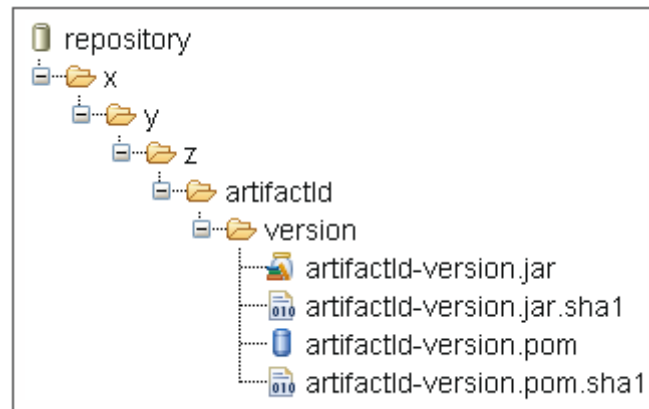 repository
x
y
z
artifactId
version
artifactId-version.jar
artifactId-version.jar.sha1
artifactId-version.pom
artifactId-version.pom.sha1